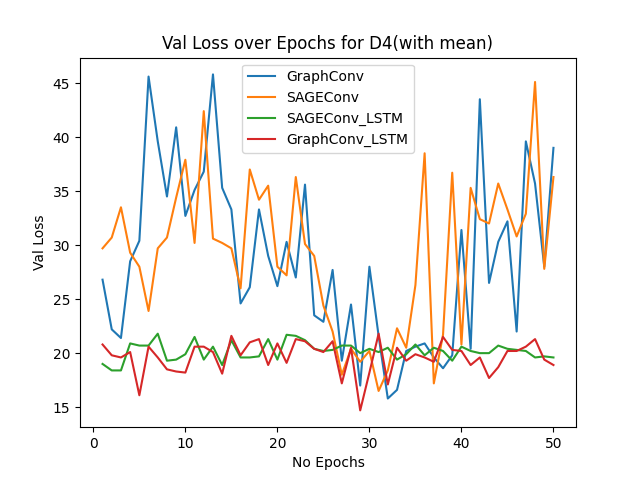 Val Loss over Epochs for D4(with mean)
GraphConv
SAGEConv
SAGEConv_LSTM
GraphConv_LSTM
Val Loss
45
40
35
30
25
20
15
0 10 20 30 40 50
No Epochs